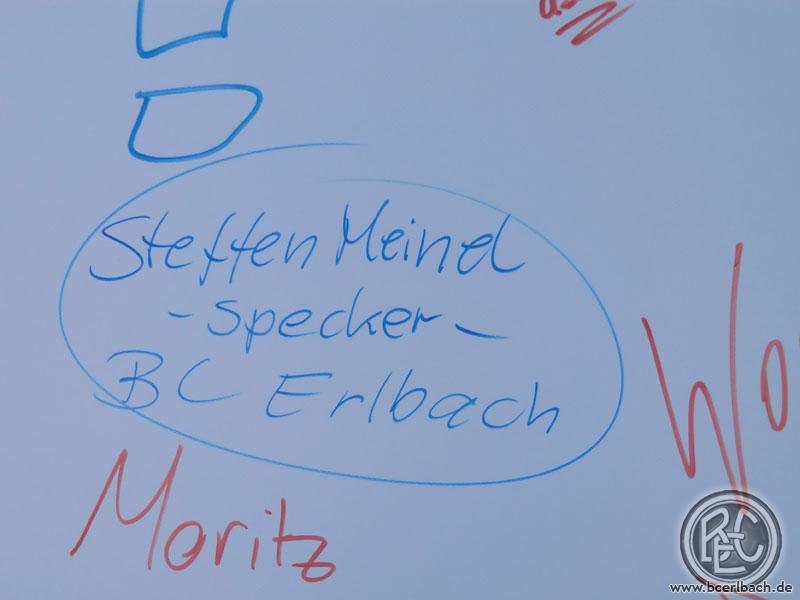 Steffen Meinel
- Specker -
BC Erlbach
Moritz
www.bcerlbach.de